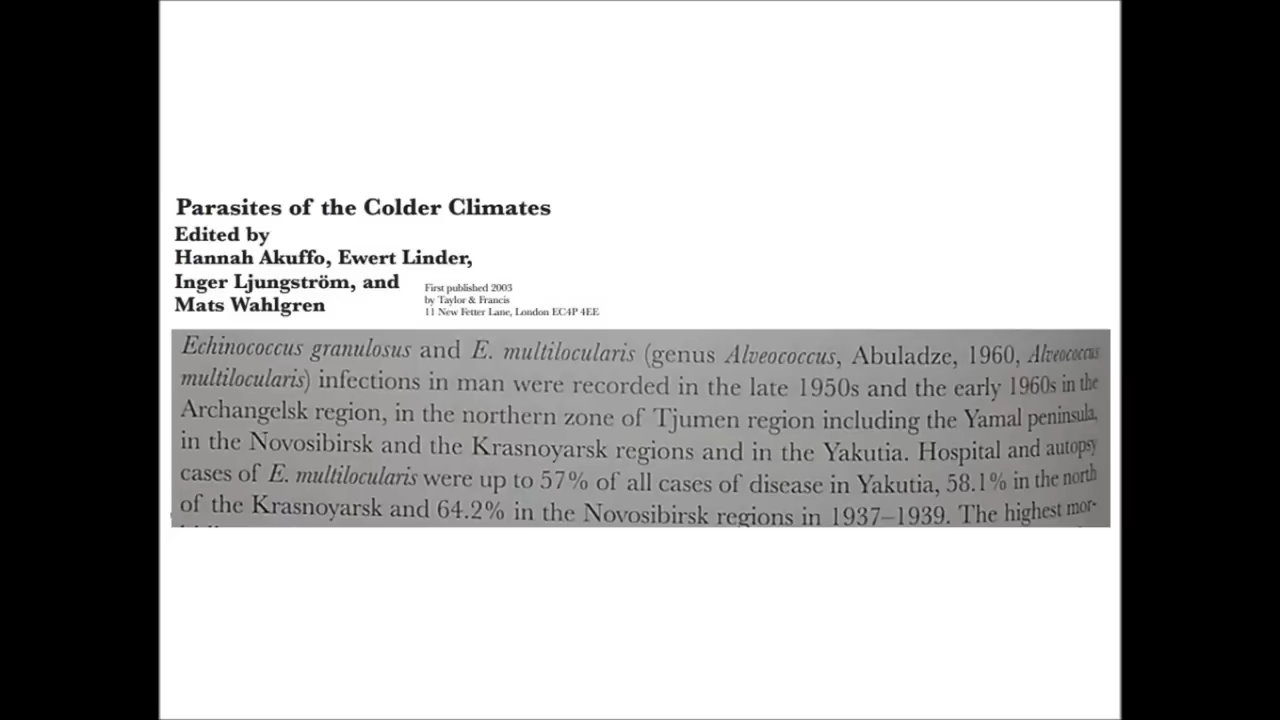 Parasites of the Colder Climates
Edited by
Hannah Akuffo, Ewert Linder,
Inger Ljungström, and
Mats Wahlgren
First published 2003
by Taylor & Francis
11 New Fetter Lane, London EC4P 4EE
Echinococcus granulosus and E. multilocularis (genus Alveococcus, Abuladze, 1960, Alveococcus
multilocularis) infections in man were recorded in the late 1950s and the early 1960s in the
Archangelsk region, in the northern zone of Tjumen region including the Yamal peninsula,
in the Novosibirsk and the Krasnoyarsk regions and in the Yakutia. Hospital and autopsy
cases of E. multilocularis were up to 57% of all cases of disease in Yakutia, 58.1% in the north
of the Krasnoyarsk and 64.2% in the Novosibirsk regions in 1937–1939. The highest mor-